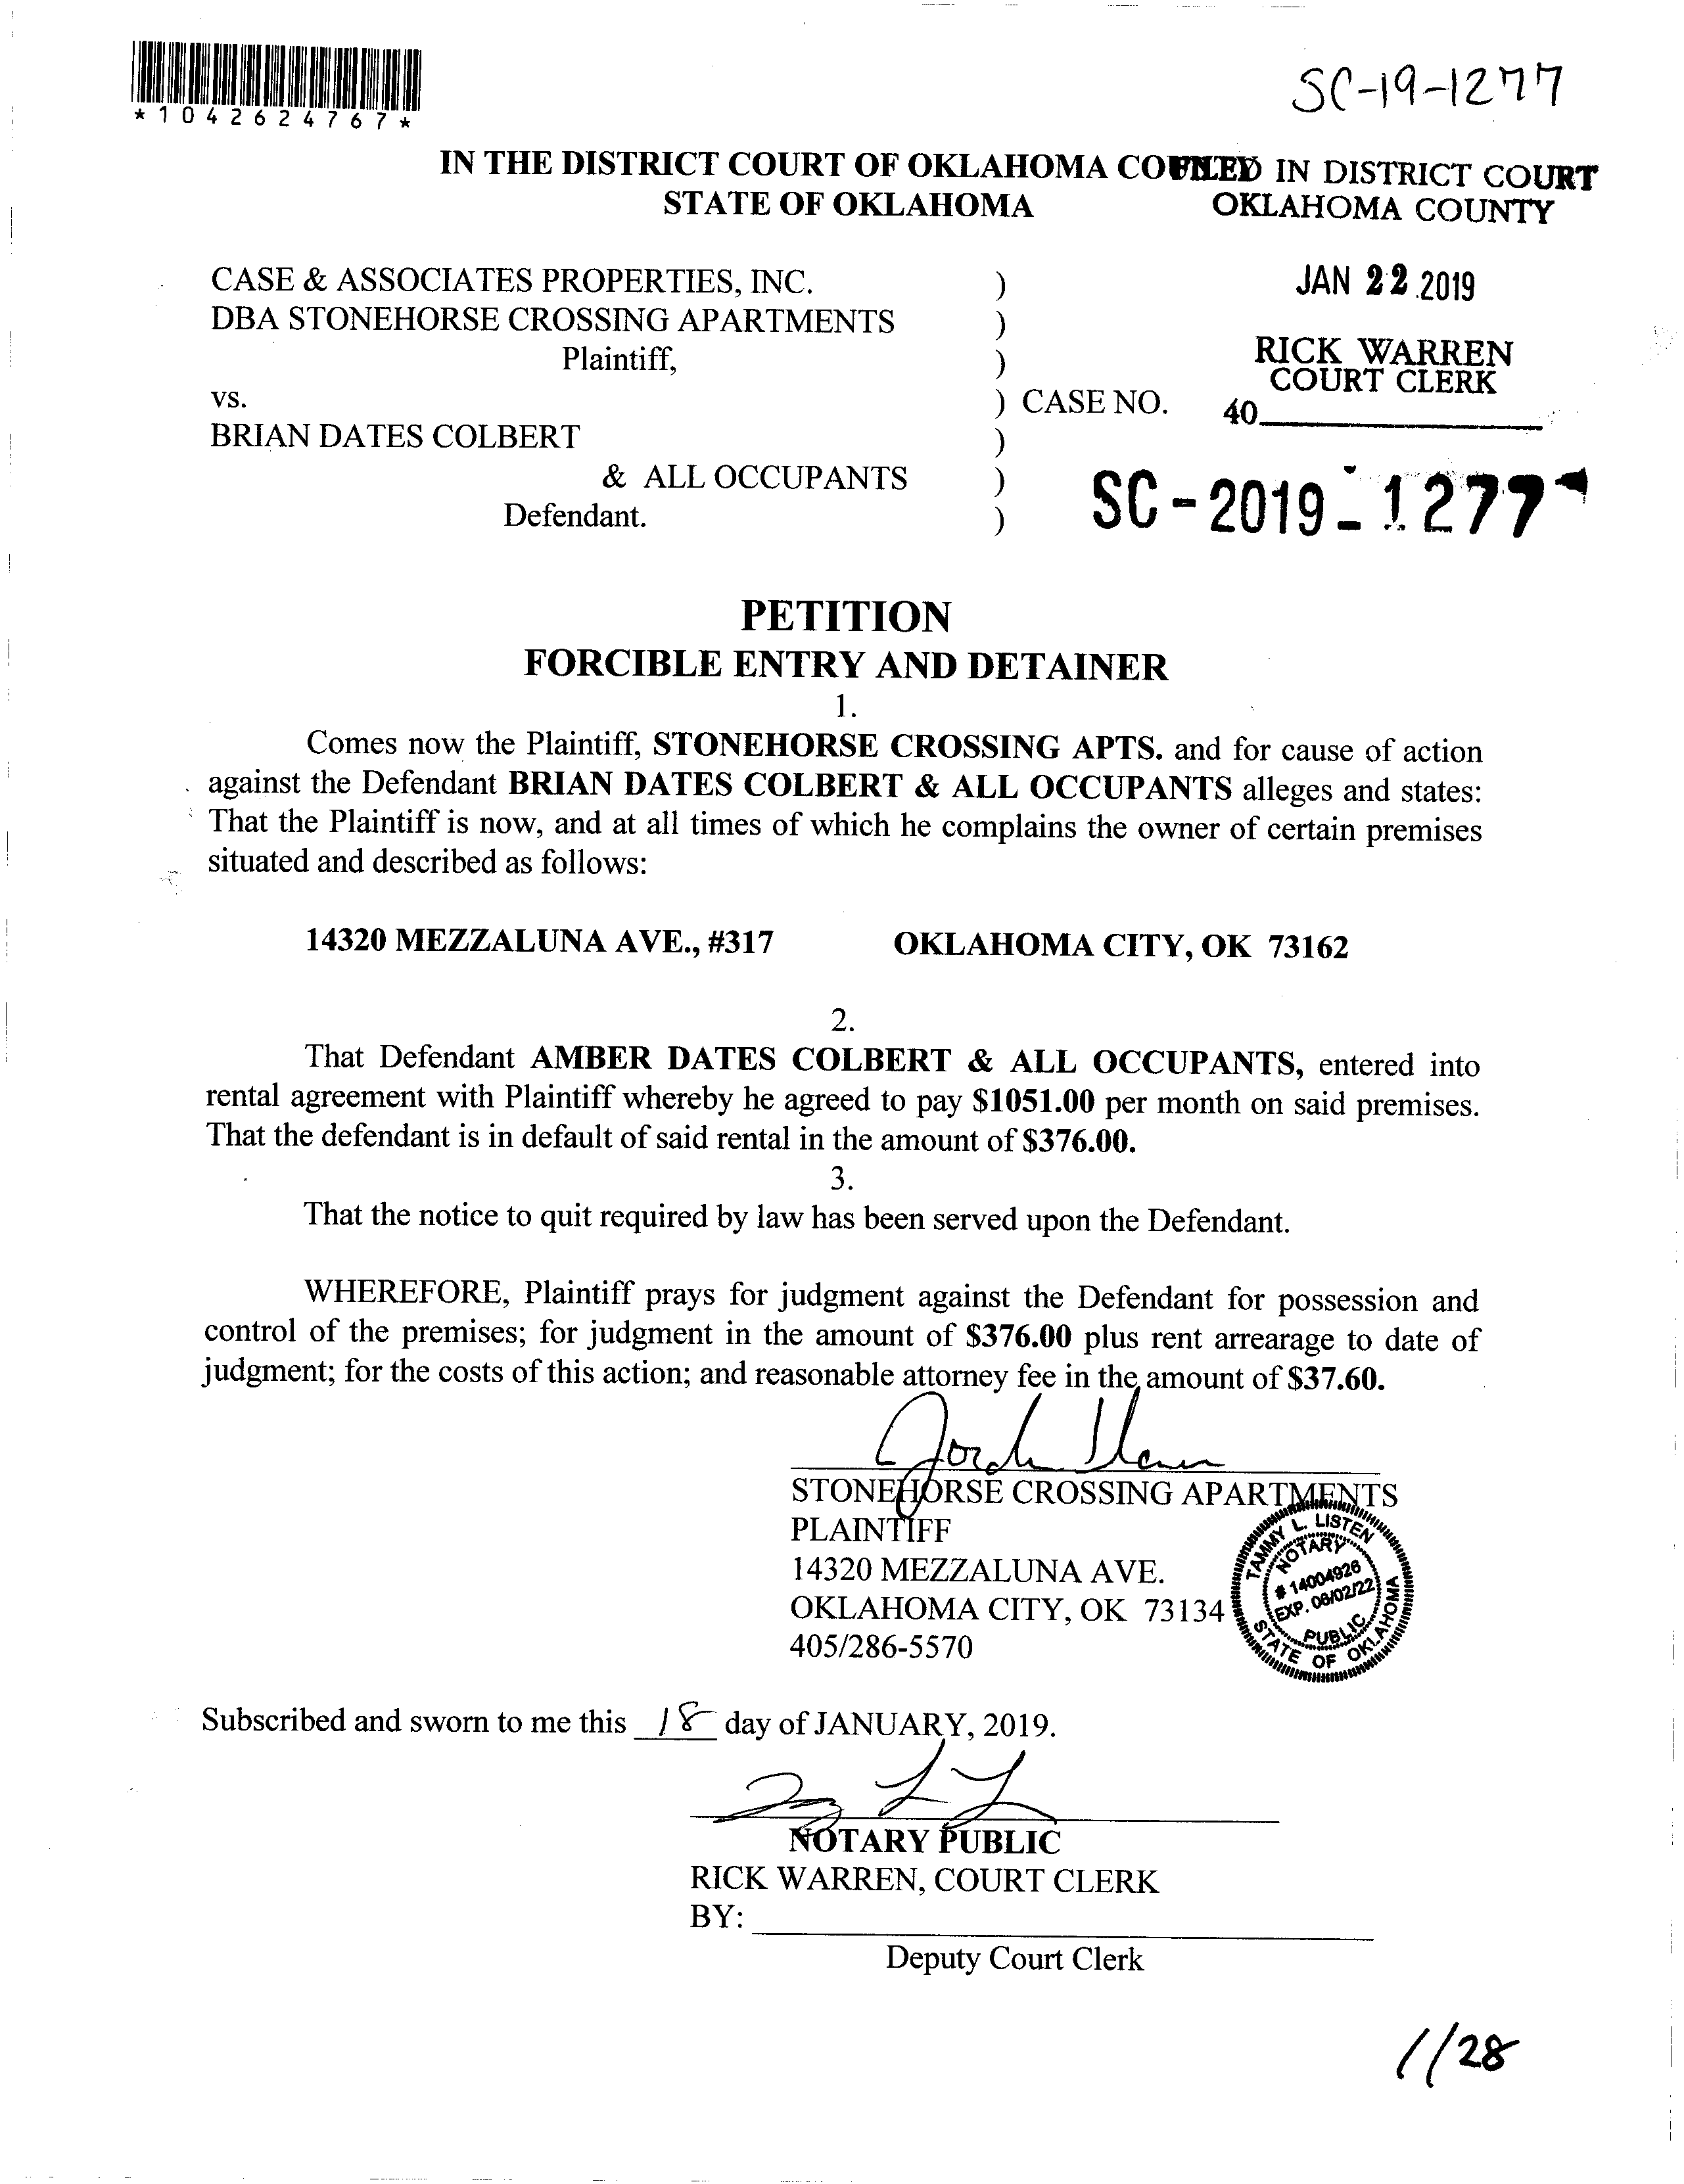 *1042624767*
SC-19-1277
IN THE DISTRICT COURT OF OKLAHOMA
STATE OF OKLAHOMA
FILED IN DISTRICT COURT
OKLAHOMA COUNTY
JAN 22 2019
RICK WARREN
COURT CLERK
40
CASE & ASSOCIATES PROPERTIES, INC. )
DBA STONEHORSE CROSSING APARTMENTS )
Plaintiff, )
vs. ) CASE NO.
BRIAN DATES COLBERT )
& ALL OCCUPANTS )
Defendant. )
SC-2019-1277
PETITION
FORCIBLE ENTRY AND DETAINER
1.
Comes now the Plaintiff, STONEHORSE CROSSING APTS. and for cause of action
against the Defendant BRIAN DATES COLBERT & ALL OCCUPANTS alleges and states:
That the Plaintiff is now, and at all times of which he complains the owner of certain premises
situated and described as follows:
14320 MEZZALUNA AVE., #317 OKLAHOMA CITY, OK 73162
2.
That Defendant AMBER DATES COLBERT & ALL OCCUPANTS, entered into
rental agreement with Plaintiff whereby he agreed to pay $1051.00 per month on said premises.
That the defendant is in default of said rental in the amount of $376.00.
3.
That the notice to quit required by law has been served upon the Defendant.
WHEREFORE, Plaintiff prays for judgment against the Defendant for possession and
control of the premises; for judgment in the amount of $376.00 plus rent arrearage to date of
judgment; for the costs of this action; and reasonable attorney fee in the amount of $37.60.
STONEHORSE CROSSING APARTMENTS
PLAINTIFF
14320 MEZZALUNA AVE.
OKLAHOMA CITY, OK 73134
405/286-5570
TAMMY L. LISTEN
NOTARY
# 14004926
EXP. 06/02/22
PUBLIC
STATE OF OKLAHOMA
Subscribed and sworn to me this 18 day of JANUARY, 2019.
NOTARY PUBLIC
RICK WARREN, COURT CLERK
BY:
Deputy Court Clerk
1/28